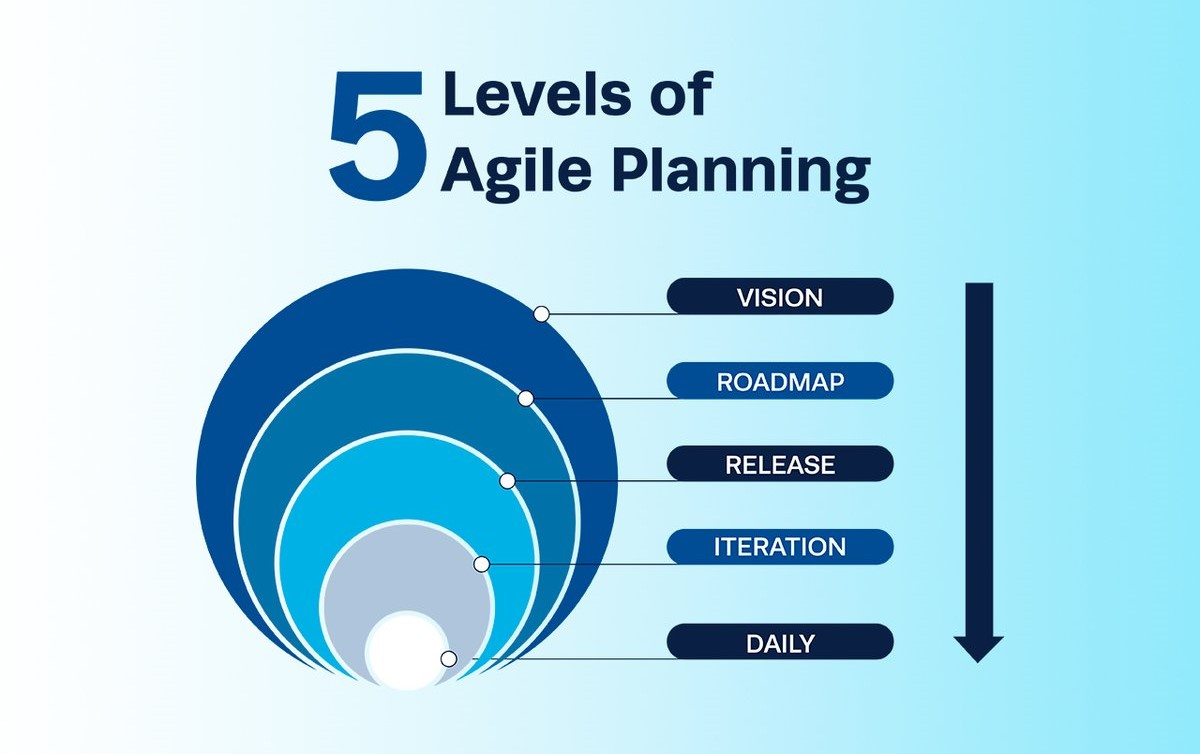 5 Levels of
Agile Planning
VISION
ROADMAP
RELEASE
ITERATION
DAILY